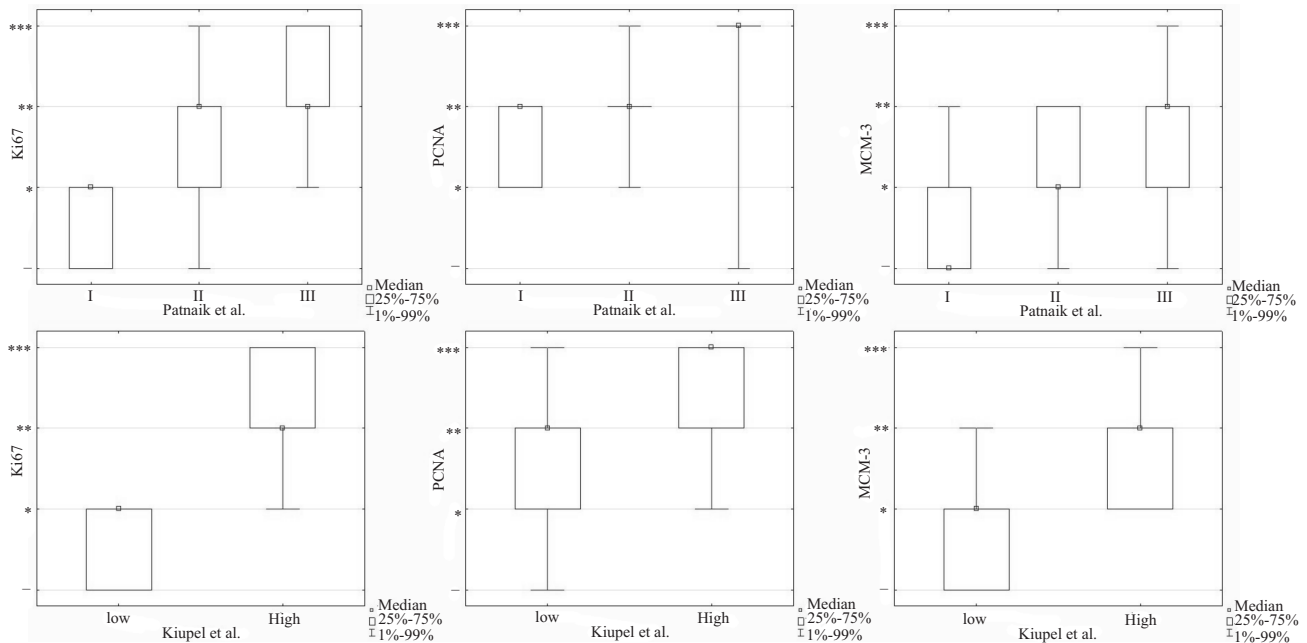 ***
**
*
–
Ki67
I II III
Patnaik et al.
Median
25%-75%
1%-99%
***
**
*
–
PCNA
I II III
Patnaik et al.
Median
25%-75%
1%-99%
***
**
*
–
MCM-3
I II III
Patnaik et al.
Median
25%-75%
1%-99%
***
**
*
–
Ki67
low High
Kiupel et al.
Median
25%-75%
1%-99%
***
**
*
–
PCNA
low High
Kiupel et al.
Median
25%-75%
1%-99%
***
**
*
–
MCM-3
low High
Kiupel et al.
Median
25%-75%
1%-99%